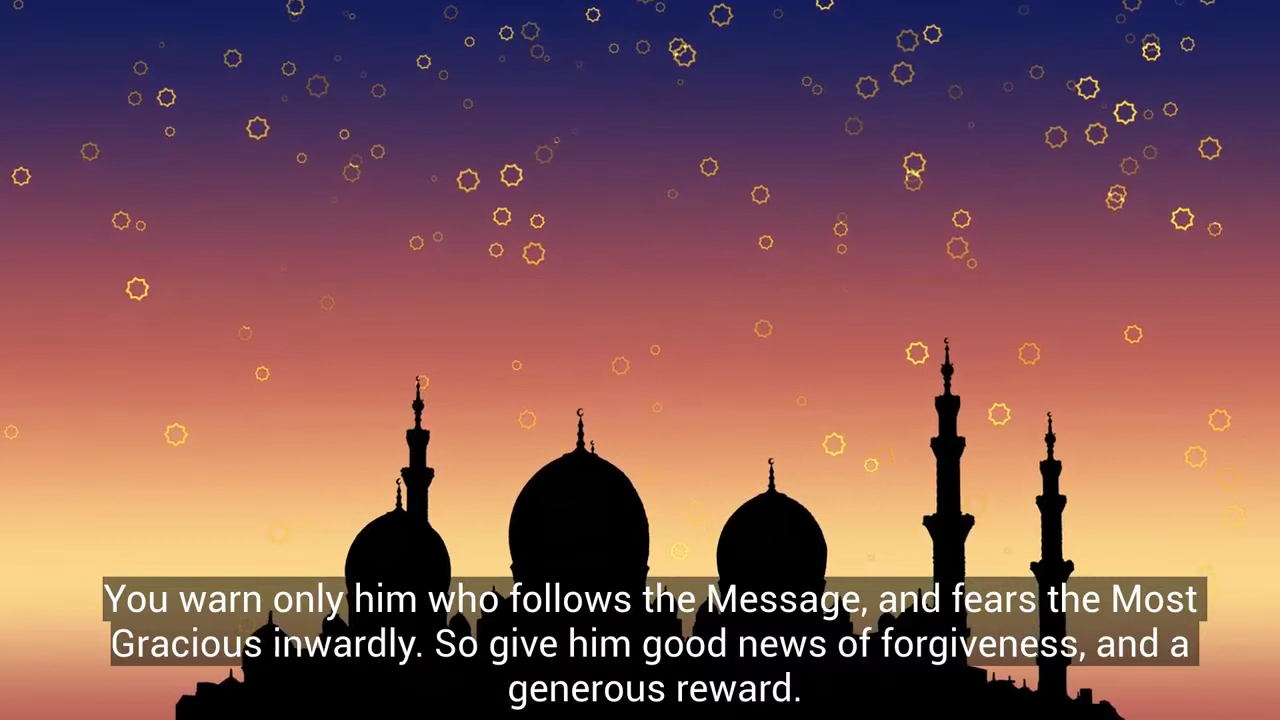 You warn only him who follows the Message, and fears the Most
Gracious inwardly. So give him good news of forgiveness, and a
generous reward.